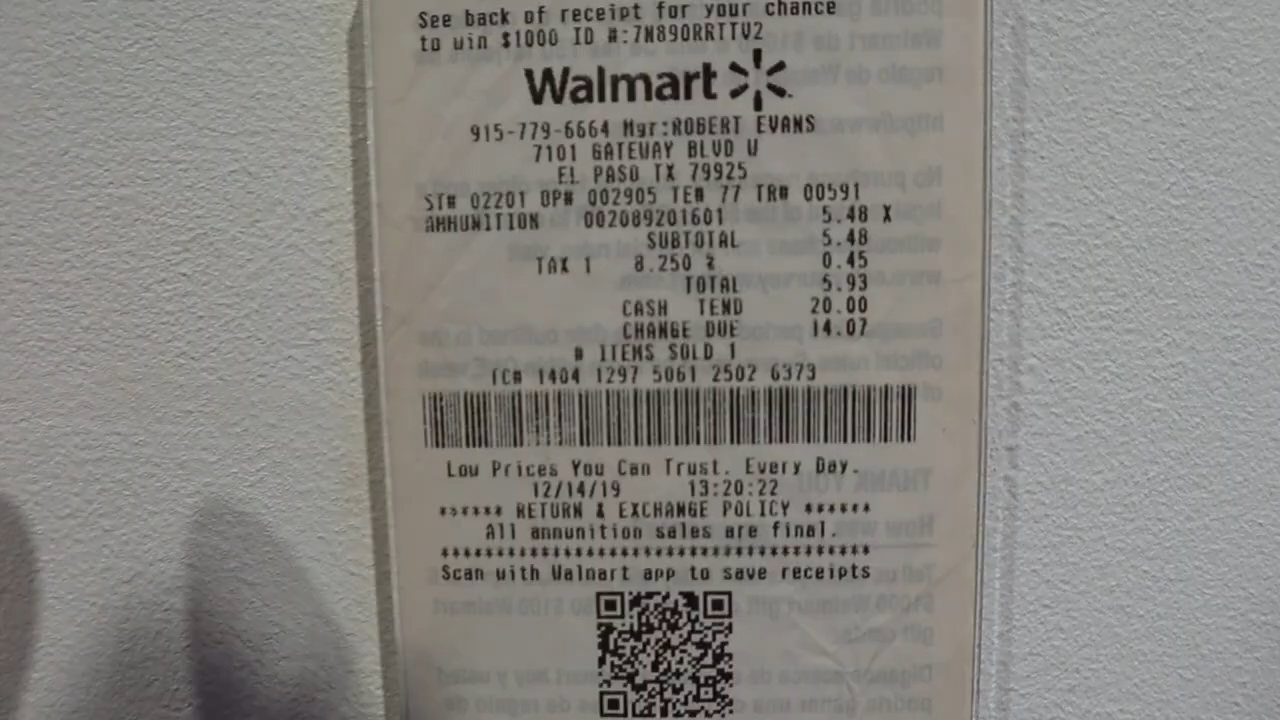 See back of receipt for your chance
to win $1000 ID #:7N89ORRTTV2
Walmart
915-779-6664 Mgr:ROBERT EVANS
7101 GATEWAY BLVD W
EL PASO TX 79925
ST# 02201 OP# 002905 TE# 77 TR# 00591
AMMUNITION 002089201601 5.48 X
SUBTOTAL 5.48
TAX 1 8.250 % 0.45
TOTAL 5.93
CASH TEND 20.00
CHANGE DUE 14.07
# ITEMS SOLD 1
TC# 1404 1297 5061 2502 6373
Low Prices You Can Trust. Every Day.
12/14/19 13:20:22
****** RETURN & EXCHANGE POLICY ******
All ammunition sales are final.
***************************************
Scan with Walmart app to save receipts